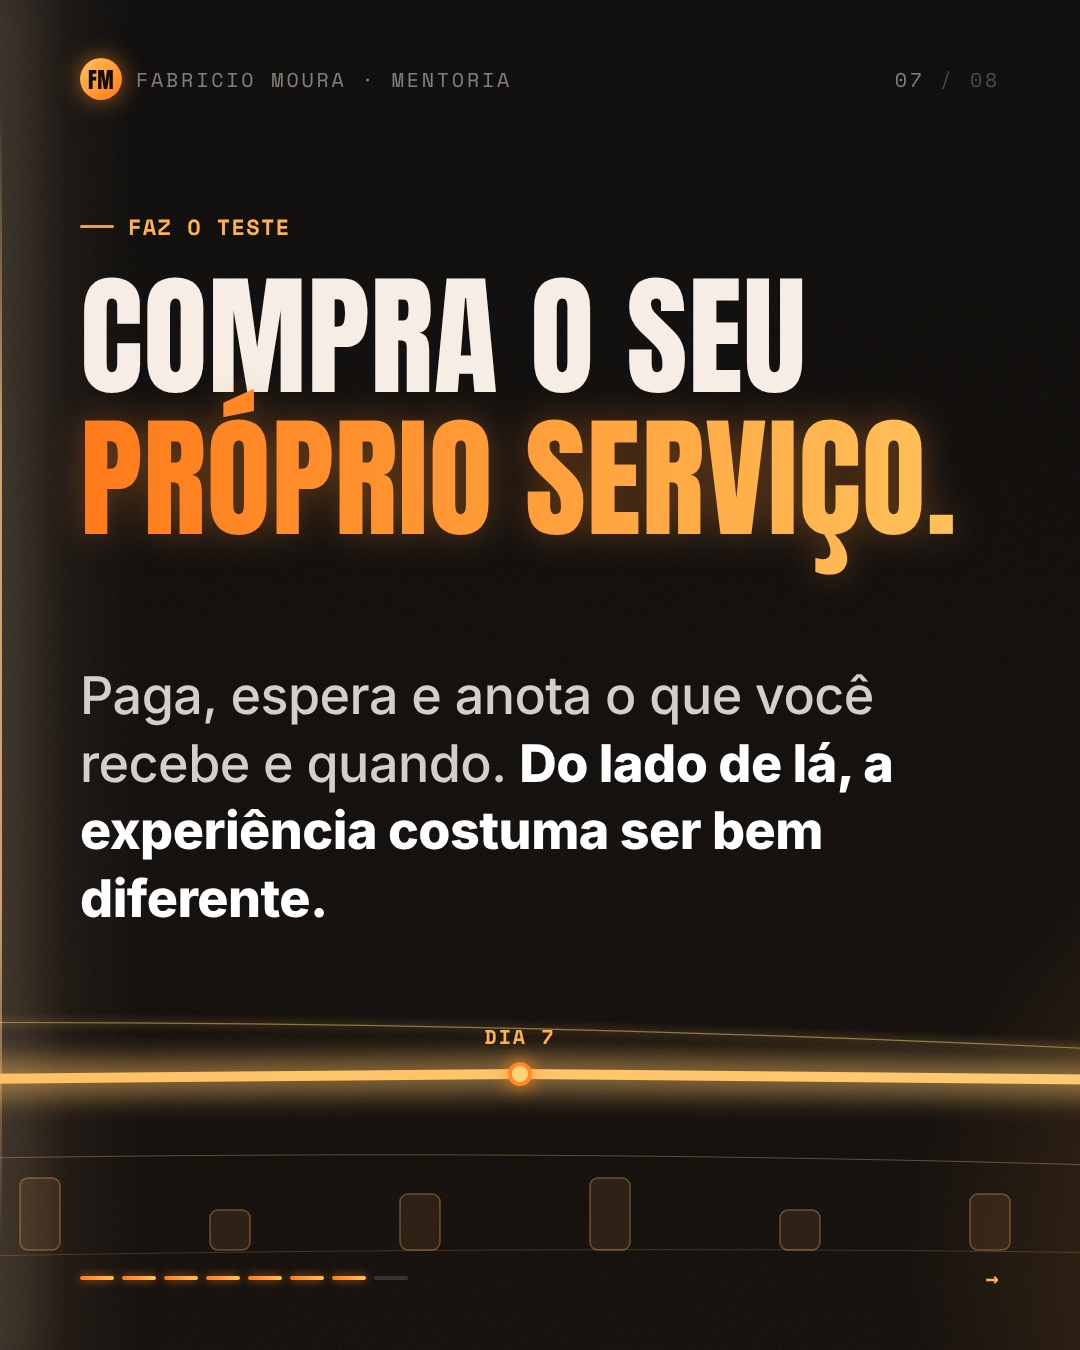 FM FABRICIO MOURA · MENTORIA 07 / 08
FAZ O TESTE
COMPRA O SEU
PRÓPRIO SERVIÇO.
Paga, espera e anota o que você
recebe e quando. Do lado de lá, a
experiência costuma ser bem
diferente.
DIA 7
→